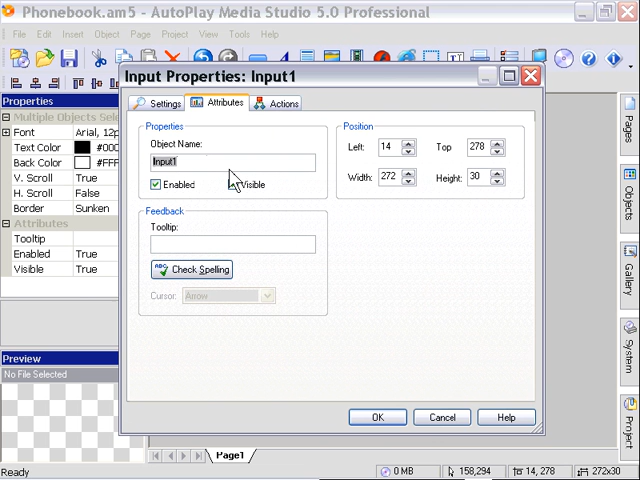 Phonebook.am5 - AutoPlay Media Studio 5.0 Professional
File Edit Insert Object Page Project View Tools Help
Properties
Multiple Objects Sele
Font Arial, 12p
Text Color #000
Back Color #FFF
V. Scroll True
H. Scroll False
Border Sunken
Attributes
Tooltip
Enabled True
Visible True
Preview
No File Selected
Input Properties: Input1
Settings Attributes Actions
Properties
Object Name:
Input1
Enabled Visible
Feedback
Tooltip:
ABC Check Spelling
Cursor: Arrow
Position
Left: 14 Top 278
Width: 272 Height: 30
OK Cancel Help
Pages
Objects
Gallery
System
Project
Page1
Ready 0 MB 158,294 14, 278 272x30